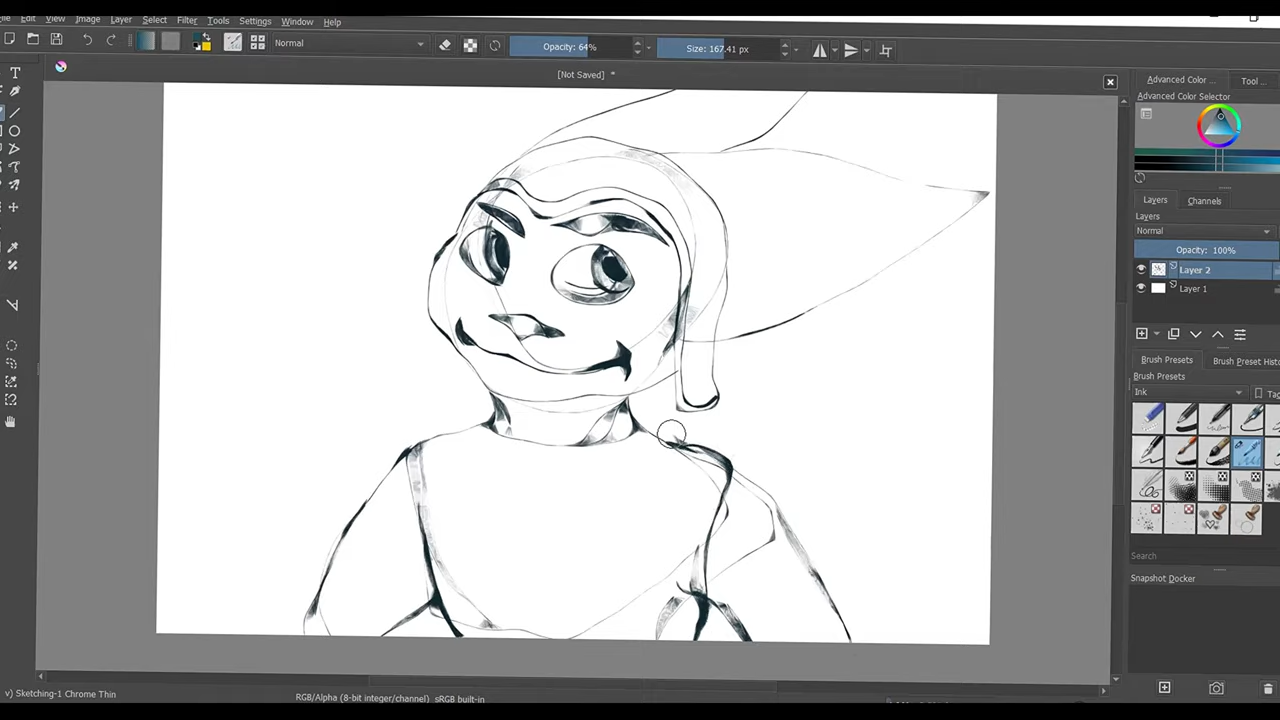 File Edit View Image Layer Select Filter Tools Settings Window Help
Normal Opacity: 64% Size: 167.41 px
[Not Saved] *
Advanced Color ... Tool ...
Advanced Color Selector
Layers Channels
Layers
Normal
Opacity: 100%
Layer 2
Layer 1
Brush Presets Brush Preset Histo
Brush Presets
Ink Tag
Search
Snapshot Docker
v) Sketching-1 Chrome Thin RGB/Alpha (8-bit integer/channel) sRGB built-in